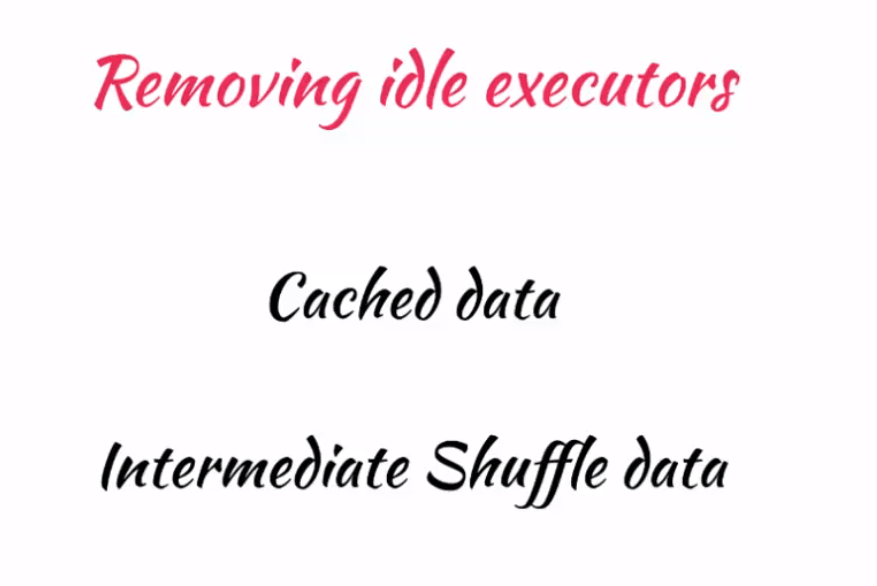 Removing idle executors
Cached data
Intermediate Shuffle data